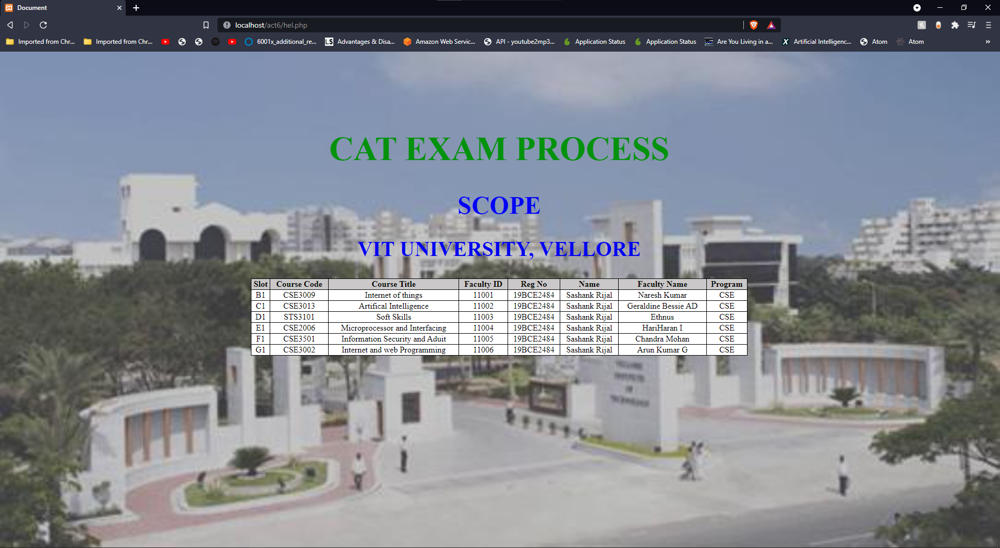 Document
localhost/act6/hel.php
Imported from Chr... Imported from Chr... 6001x_additional_re... LS Advantages & Disa... Amazon Web Servic... API - youtube2mp3... Application Status Application Status Are You Living in a... X Artificial Intelligenc... Atom Atom »
CAT EXAM PROCESS
SCOPE
VIT UNIVERSITY, VELLORE
Slot Course Code Course Title Faculty ID Reg No Name Faculty Name Program
B1 CSE3009 Internet of things 11001 19BCE2484 Sashank Rijal Naresh Kumar CSE
C1 CSE3013 Artifical Intelligence 11002 19BCE2484 Sashank Rijal Geraldine Bessie AD CSE
D1 STS3101 Soft Skills 11003 19BCE2484 Sashank Rijal Ethnus CSE
E1 CSE2006 Microprocessor and Interfacing 11004 19BCE2484 Sashank Rijal HariHaran I CSE
F1 CSE3501 Information Security and Aduit 11005 19BCE2484 Sashank Rijal Chandra Mohan CSE
G1 CSE3002 Internet and web Programming 11006 19BCE2484 Sashank Rijal Arun Kumar G CSE
VELLORE
INSTITUTE
OF
TECHNOLOGY